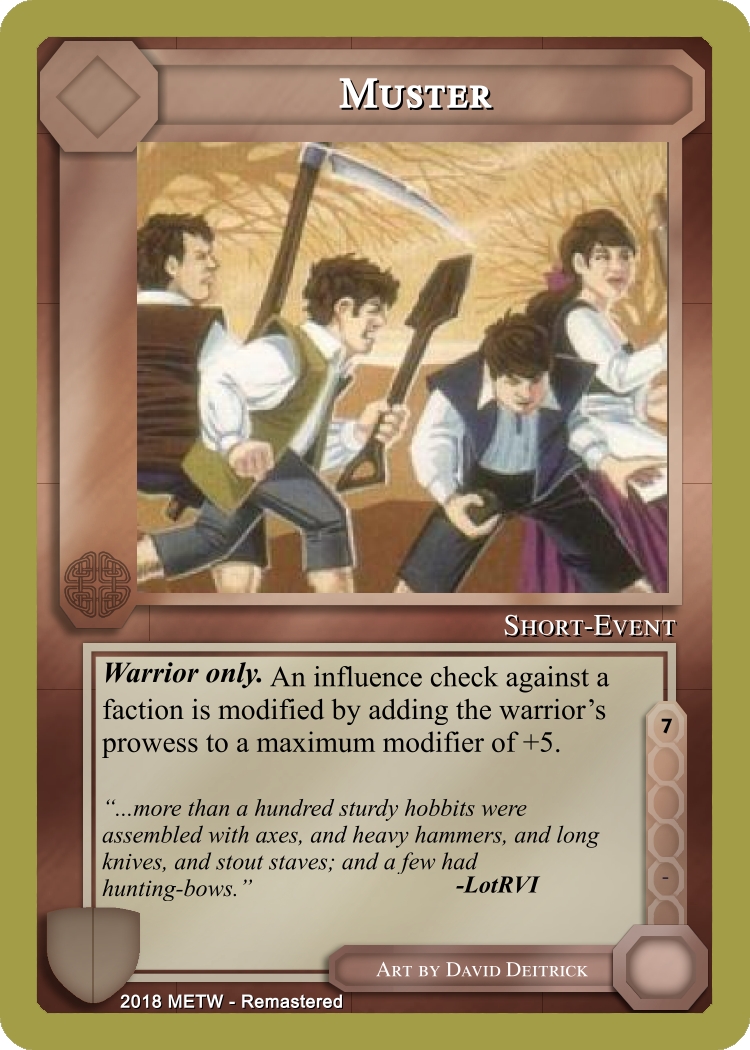 MUSTER
SHORT-EVENT
Warrior only. An influence check against a
faction is modified by adding the warrior’s
prowess to a maximum modifier of +5.
7
“...more than a hundred sturdy hobbits were
assembled with axes, and heavy hammers, and long
knives, and stout staves; and a few had
hunting-bows.” -LotRVI
-
ART BY DAVID DEITRICK
2018 METW - Remastered